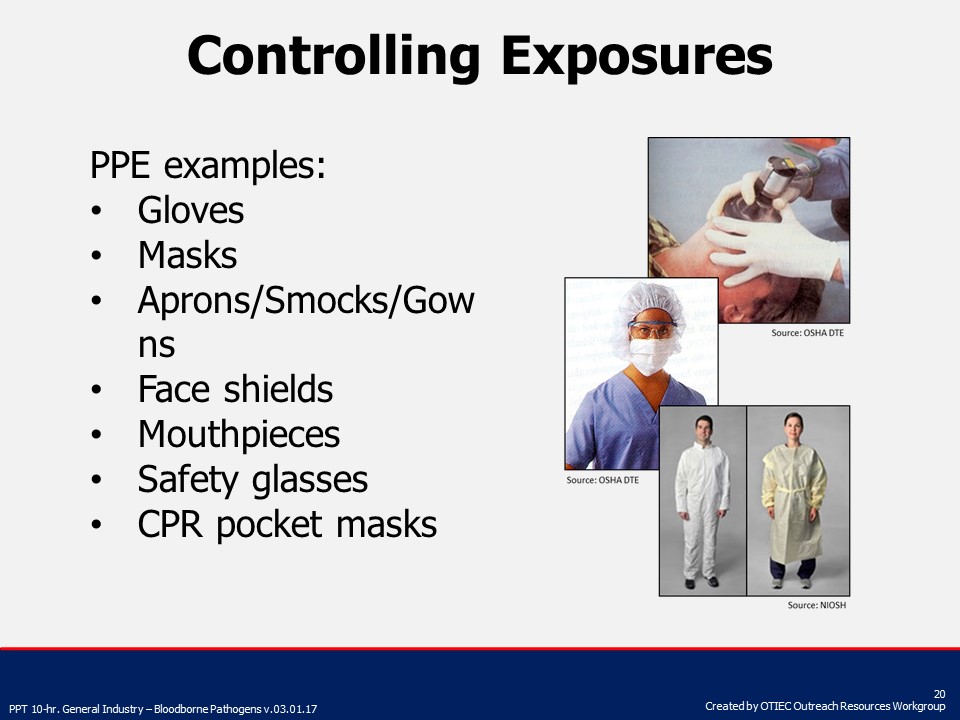 Controlling Exposures
PPE examples:
• Gloves
• Masks
• Aprons/Smocks/Gow
ns
• Face shields
• Mouthpieces
• Safety glasses
• CPR pocket masks
Source: OSHA DTE
Source: OSHA DTE
Source: NIOSH
20
PPT 10-hr. General Industry – Bloodborne Pathogens v.03.01.17
Created by OTIEC Outreach Resources Workgroup